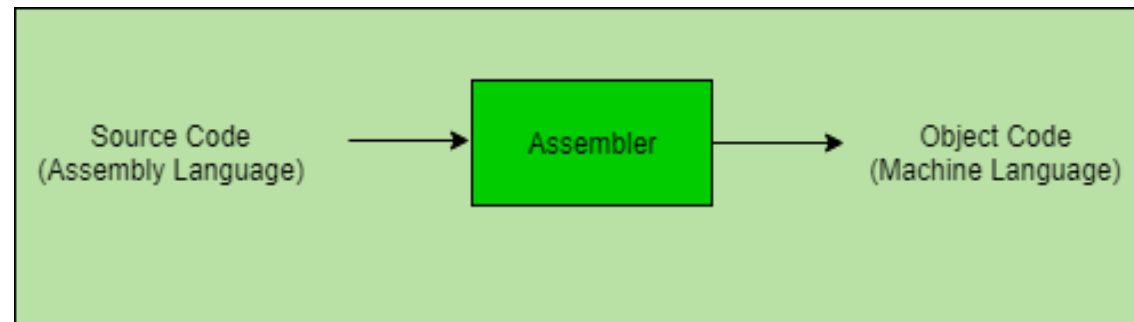 Source Code
(Assembly Language)
Assembler
Object Code
(Machine Language)